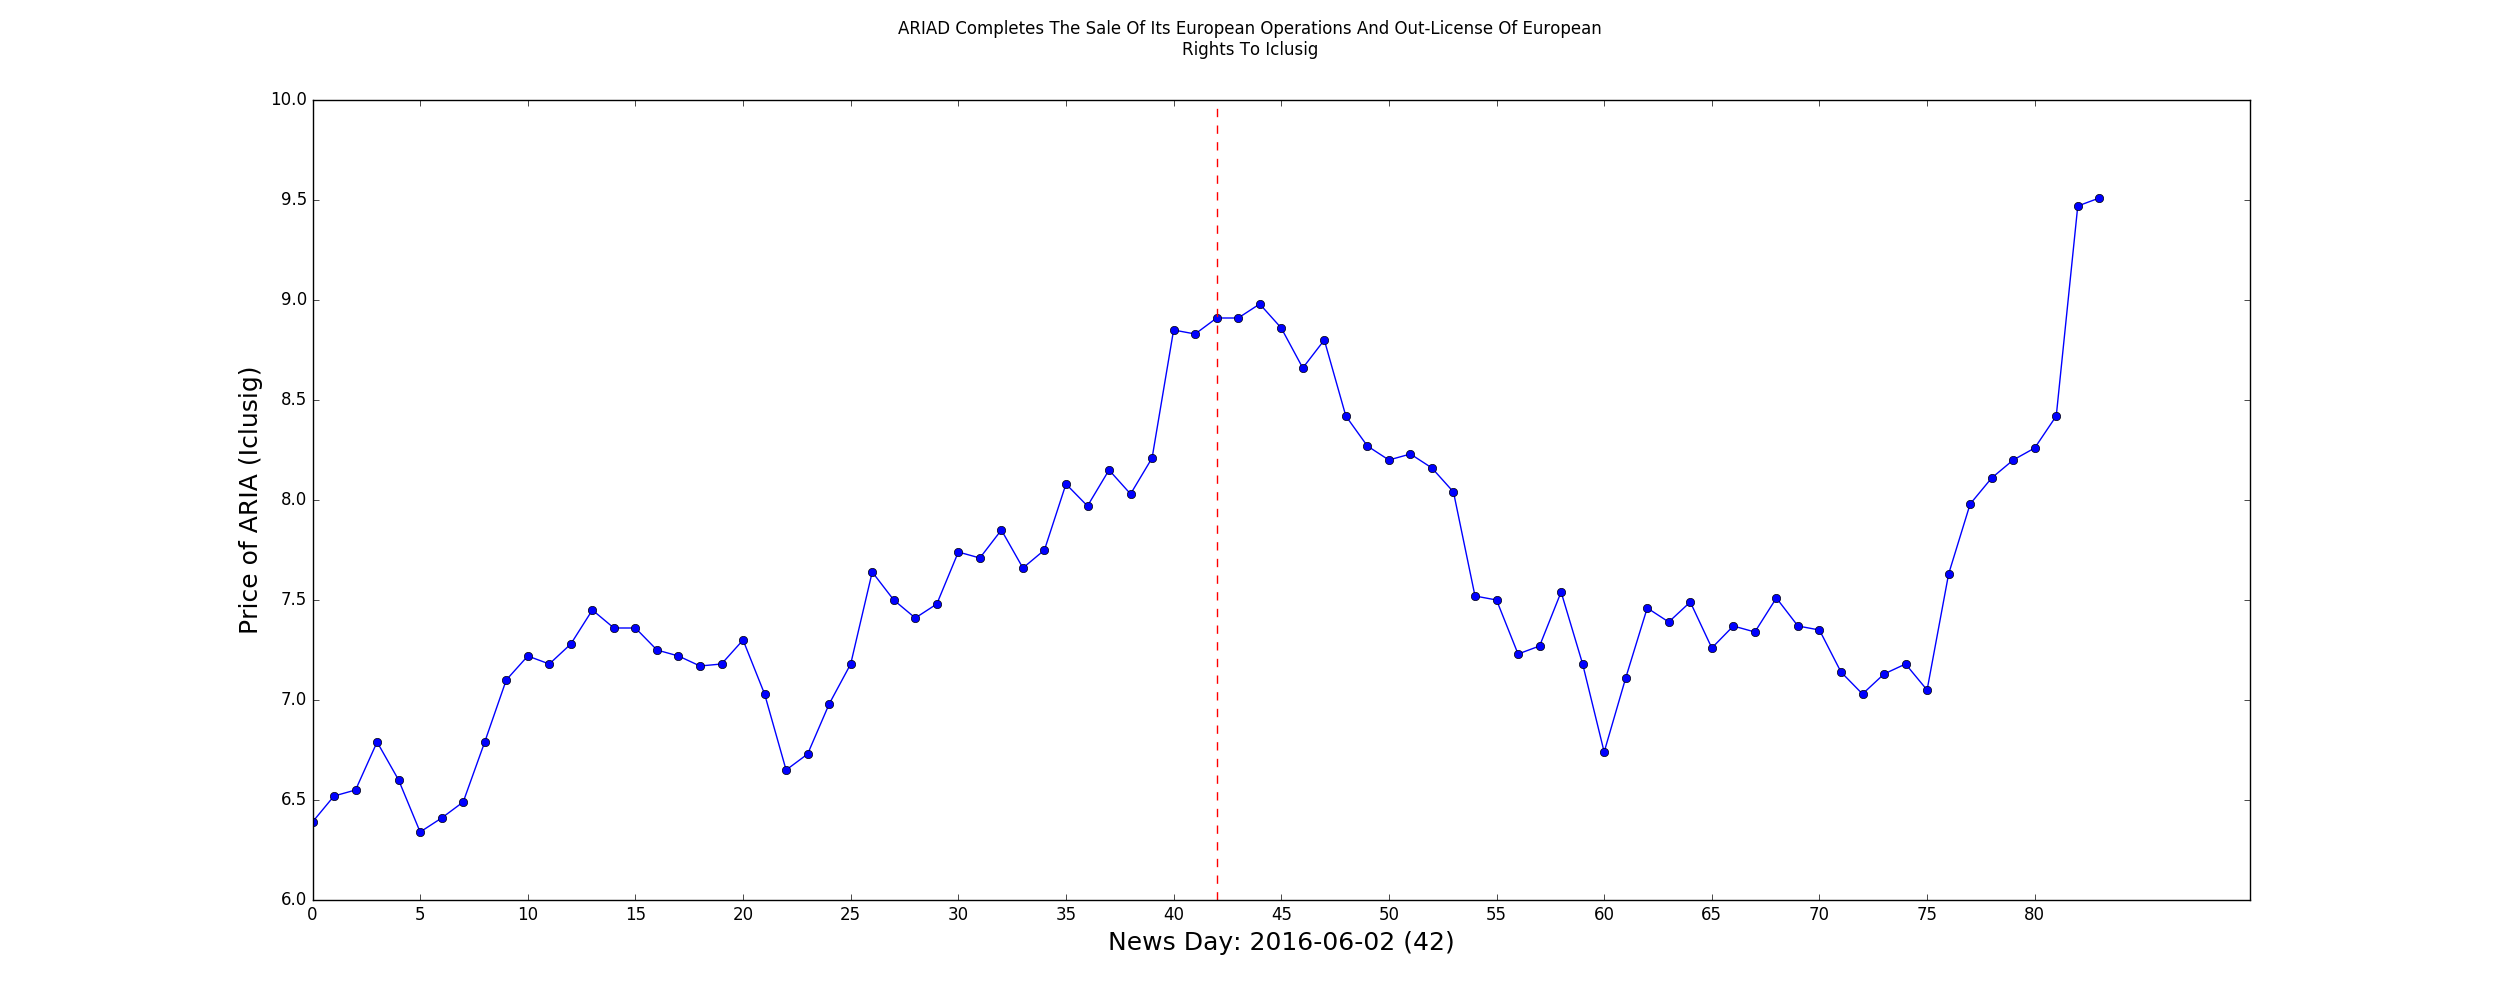 ARIAD Completes The Sale Of Its European Operations And Out-License Of European
Rights To Iclusig
10.0
9.5
9.0
8.5
8.0
7.5
7.0
6.5
6.0
Price of ARIA (Iclusig)
0 5 10 15 20 25 30 35 40 45 50 55 60 65 70 75 80
News Day: 2016-06-02 (42)